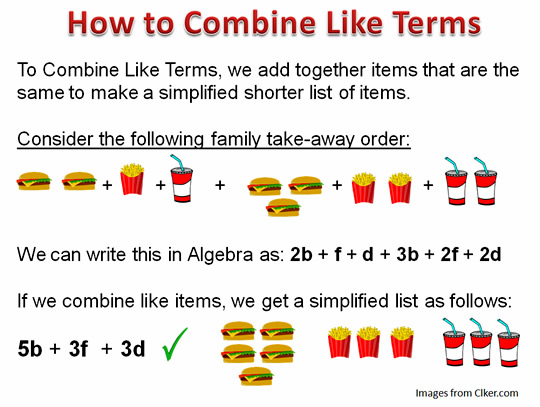 How to Combine Like Terms
To Combine Like Terms, we add together items that are the
same to make a simplified shorter list of items.
Consider the following family take-away order:
+ + + + +
We can write this in Algebra as: 2b + f + d + 3b + 2f + 2d
If we combine like items, we get a simplified list as follows:
5b + 3f + 3d ✓
Images from Clker.com